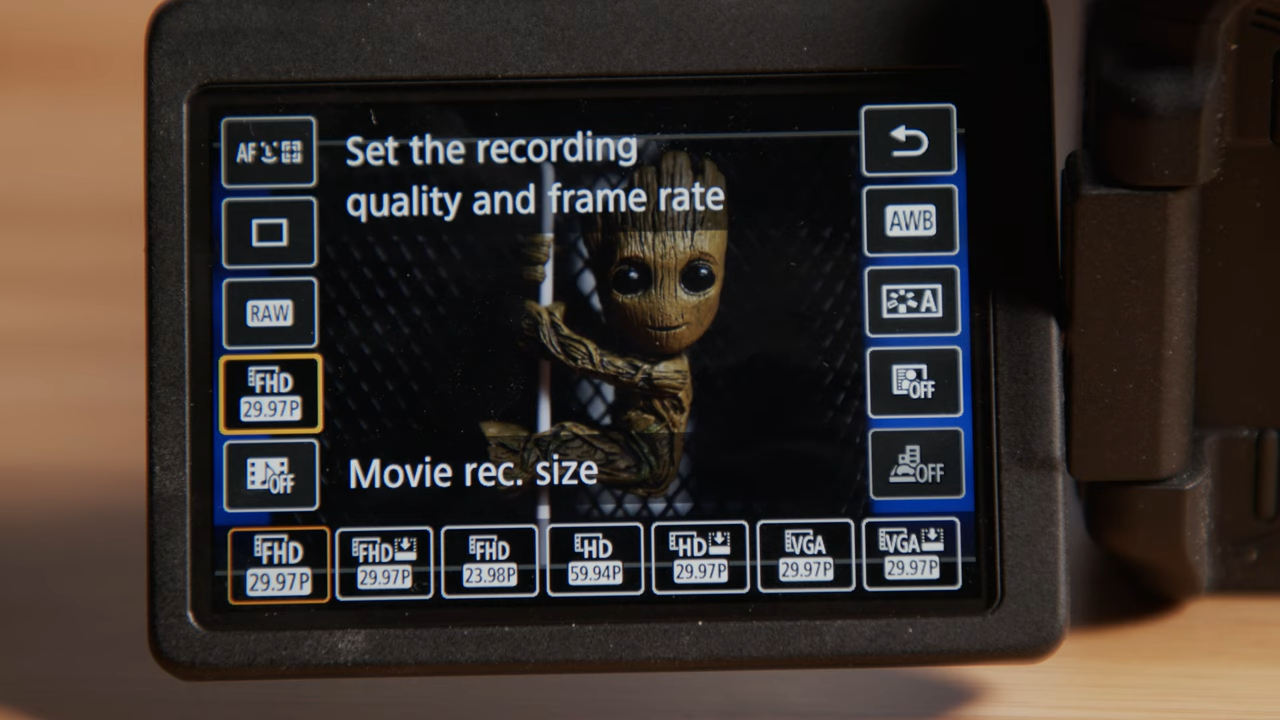 AF
Set the recording
quality and frame rate
AWB
RAW
A
FHD
29.97P
OFF
OFF
Movie rec. size
OFF
FHD
29.97P
FHD
29.97P
FHD
23.98P
HD
59.94P
HD
29.97P
VGA
29.97P
VGA
29.97P